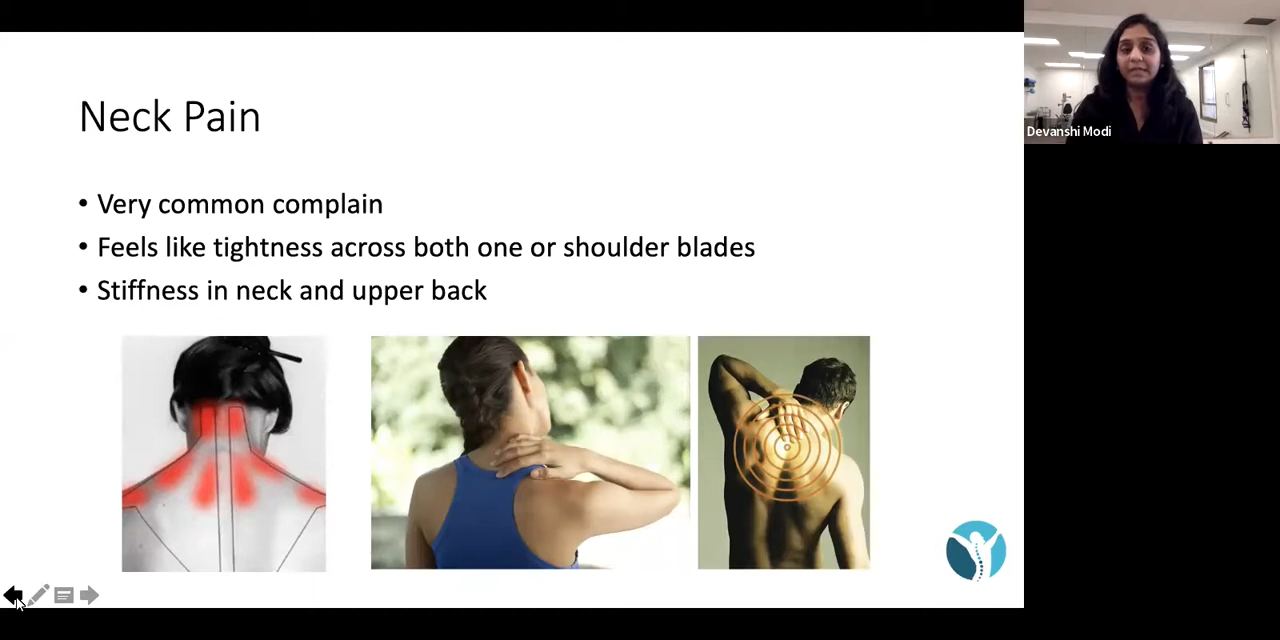 Neck Pain
• Very common complain
• Feels like tightness across both one or shoulder blades
• Stiffness in neck and upper back
Devanshi Modi